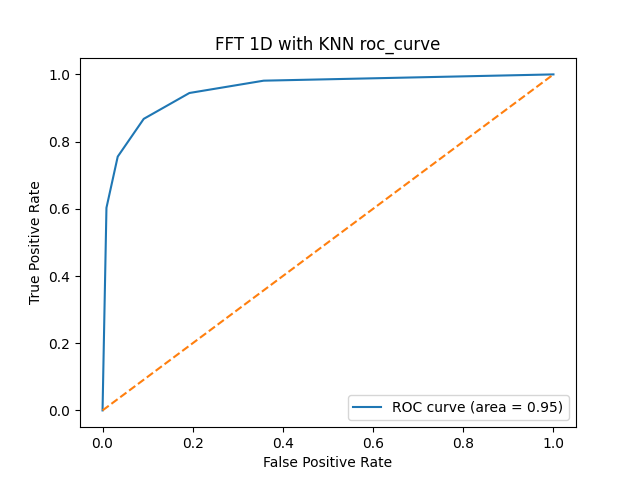 FFT 1D with KNN roc_curve
True Positive Rate
1.0
0.8
0.6
0.4
0.2
0.0
ROC curve (area = 0.95)
0.0 0.2 0.4 0.6 0.8 1.0
False Positive Rate